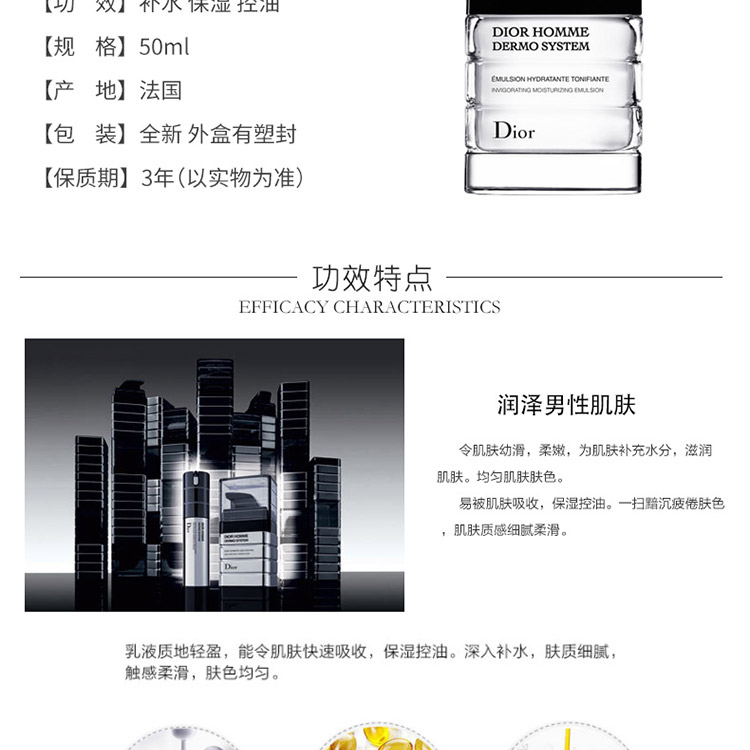 【功 效】补水 保湿 控油
【规 格】50ml
【产 地】法国
【包 装】全新 外盒有塑封
【保质期】3年（以实物为准）
DIOR HOMME
DERMO SYSTEM
ÉMULSION HYDRATANTE TONIFIANTE
INVIGORATING MOISTURIZING EMULSION
Dior
功效特点
EFFICACY CHARACTERISTICS
润泽男性肌肤
令肌肤幼滑，柔嫩，为肌肤补充水分，滋润
肌肤。均匀肌肤肤色。
易被肌肤吸收，保湿控油。一扫黯沉疲倦肤色
，肌肤质感细腻柔滑。
Dior
DIOR HOMME
DERMO SYSTEM
Dior
乳液质地轻盈，能令肌肤快速吸收，保湿控油。深入补水，肤质细腻，
触感柔滑，肤色均匀。